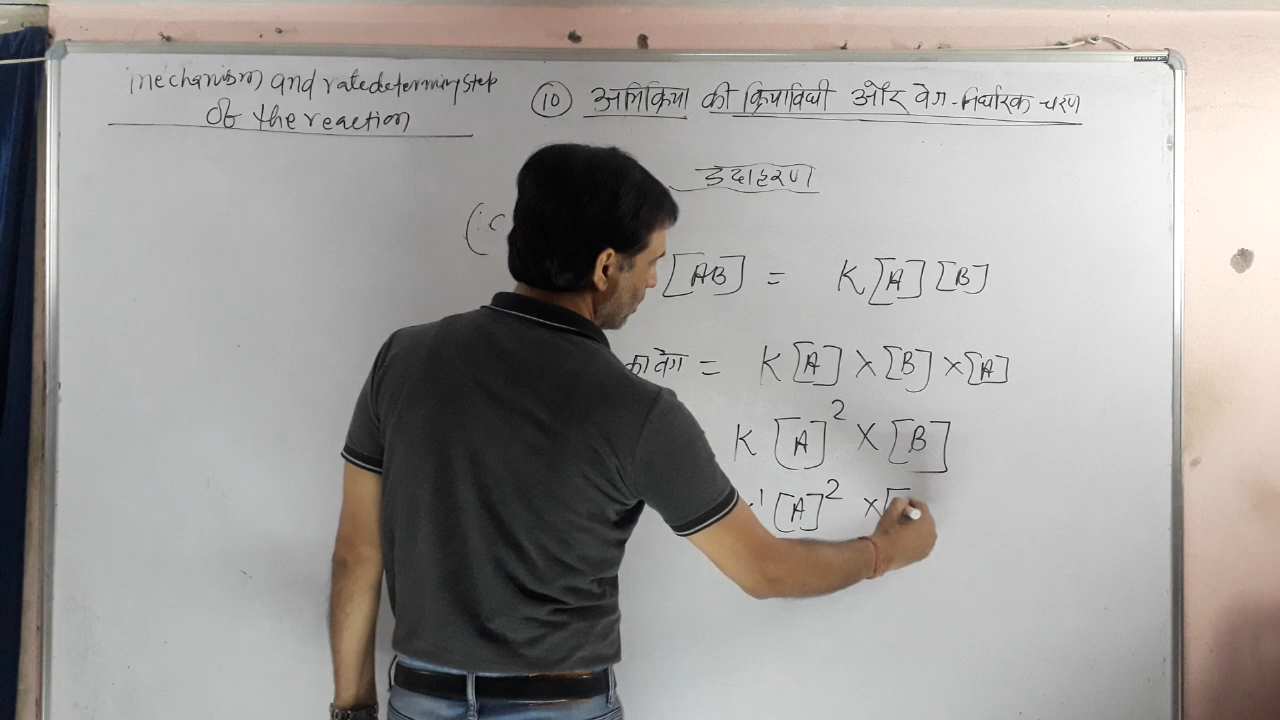 mechanism and rate determining step
of the reaction
10 अभिक्रिया की क्रियाविधी और वेग-निर्धारक चरण
उदाहरण
[AB] = K[A] [B]
का वेग = K[A] X [B] X [A]
K [A]² X [B]
[A]² X [